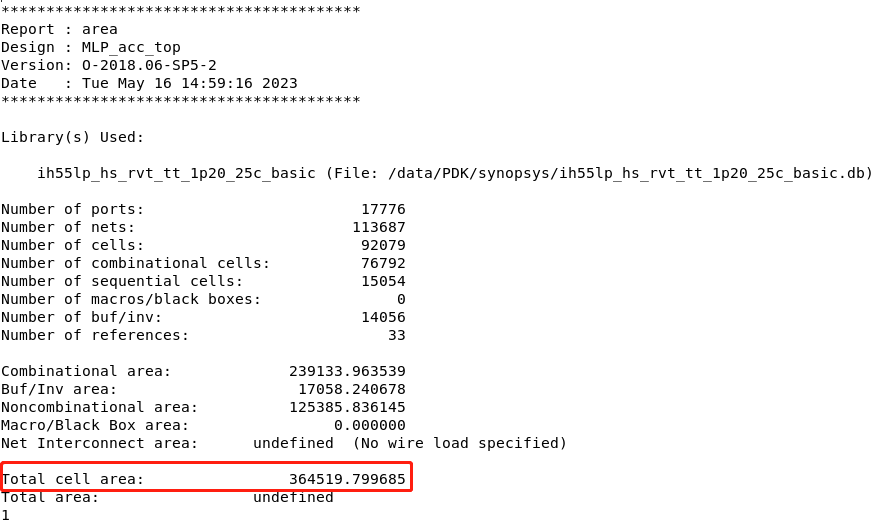 ****************************************
Report : area
Design : MLP_acc_top
Version: O-2018.06-SP5-2
Date   : Tue May 16 14:59:16 2023
****************************************
Library(s) Used:
    ih55lp_hs_rvt_tt_1p20_25c_basic (File: /data/PDK/synopsys/ih55lp_hs_rvt_tt_1p20_25c_basic.db)
Number of ports:                        17776
Number of nets:                        113687
Number of cells:                        92079
Number of combinational cells:          76792
Number of sequential cells:             15054
Number of macros/black boxes:               0
Number of buf/inv:                      14056
Number of references:                      33
Combinational area:             239133.963539
Buf/Inv area:                    17058.240678
Noncombinational area:          125385.836145
Macro/Black Box area:                0.000000
Net Interconnect area:      undefined  (No wire load specified)
Total cell area:                364519.799685
Total area:                 undefined
1